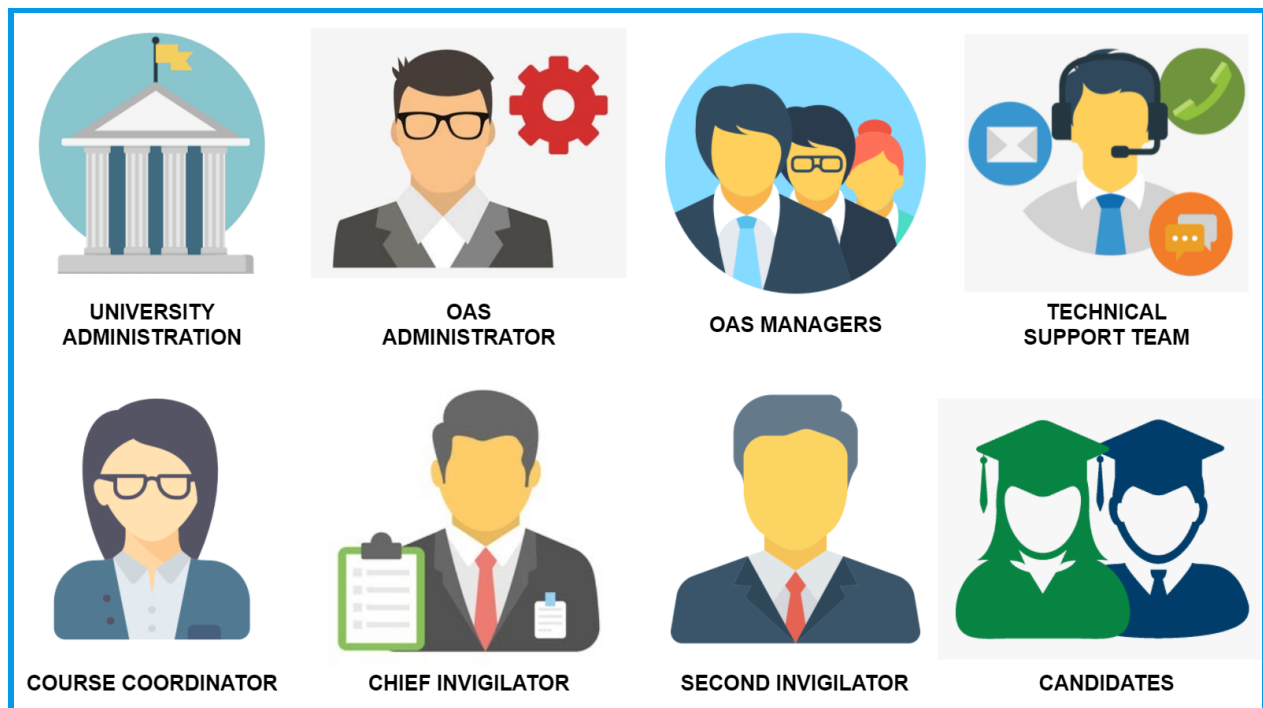 UNIVERSITY
ADMINISTRATION
OAS
ADMINISTRATOR
OAS MANAGERS
TECHNICAL
SUPPORT TEAM
COURSE COORDINATOR
CHIEF INVIGILATOR
SECOND INVIGILATOR
CANDIDATES